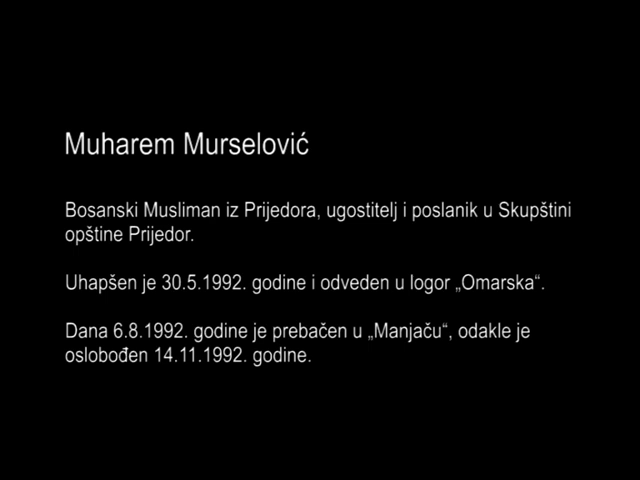 Muharem Murselović
Bosanski Musliman iz Prijedora, ugostitelj i poslanik u Skupštini
opštine Prijedor.
Uhapšen je 30.5.1992. godine i odveden u logor „Omarska“.
Dana 6.8.1992. godine je prebačen u „Manjaču“, odakle je
oslobođen 14.11.1992. godine.